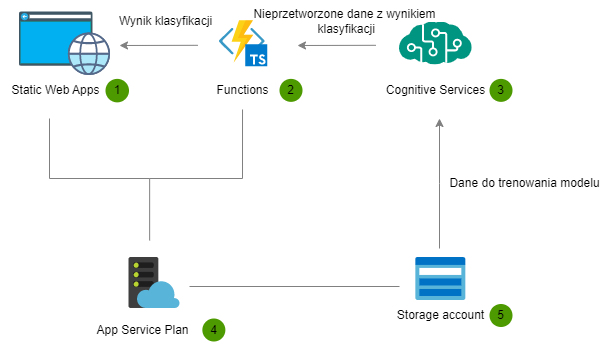 Wynik klasyfikacji
Nieprzetworzone dane z wynikiem
klasyfikacji
TS
Static Web Apps 1
Functions 2
Cognitive Services 3
Dane do trenowania modelu
App Service Plan 4
Storage account 5